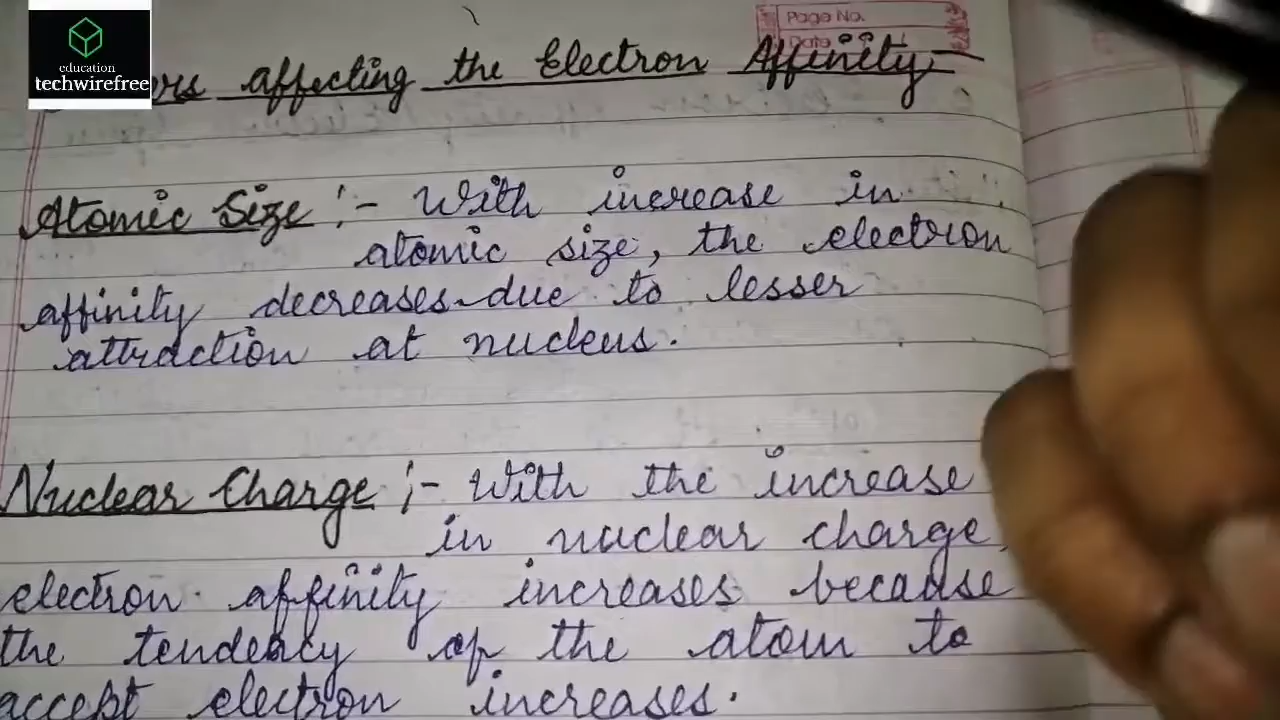 Page No.
Date
education
techwirefree
affecting the Electron Affinity
Atomic Size :- With increase in
atomic size, the electron
affinity decreases due to lesser
attraction at nucleus.
Nuclear Charge :- With the increase
in nuclear charge,
electron affinity increases because
the tendency of the atom to
accept electron increases.